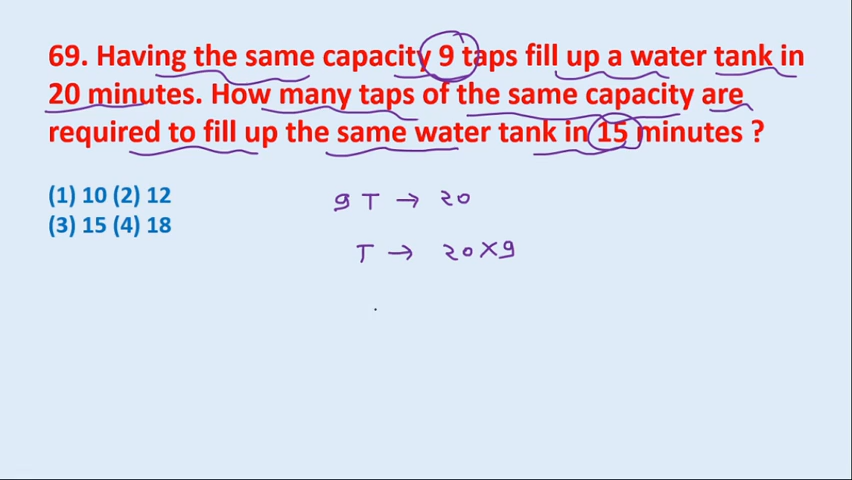 69. Having the same capacity 9 taps fill up a water tank in
20 minutes. How many taps of the same capacity are
required to fill up the same water tank in 15 minutes ?
(1) 10 (2) 12
(3) 15 (4) 18
9 T → 20
T → 20×9